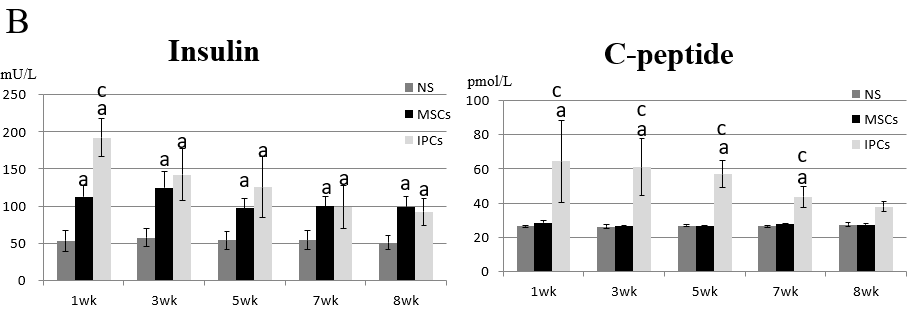 B
Insulin
mU/L
250
200
150
100
50
0
c
a
a
a
a
a
a
a
a
a
a
NS
MSCs
IPCs
1wk 3wk 5wk 7wk 8wk
C-peptide
pmol/L
100
80
60
40
20
0
c
a
c
a
c
a
c
a
NS
MSCs
IPCs
1wk 3wk 5wk 7wk 8wk